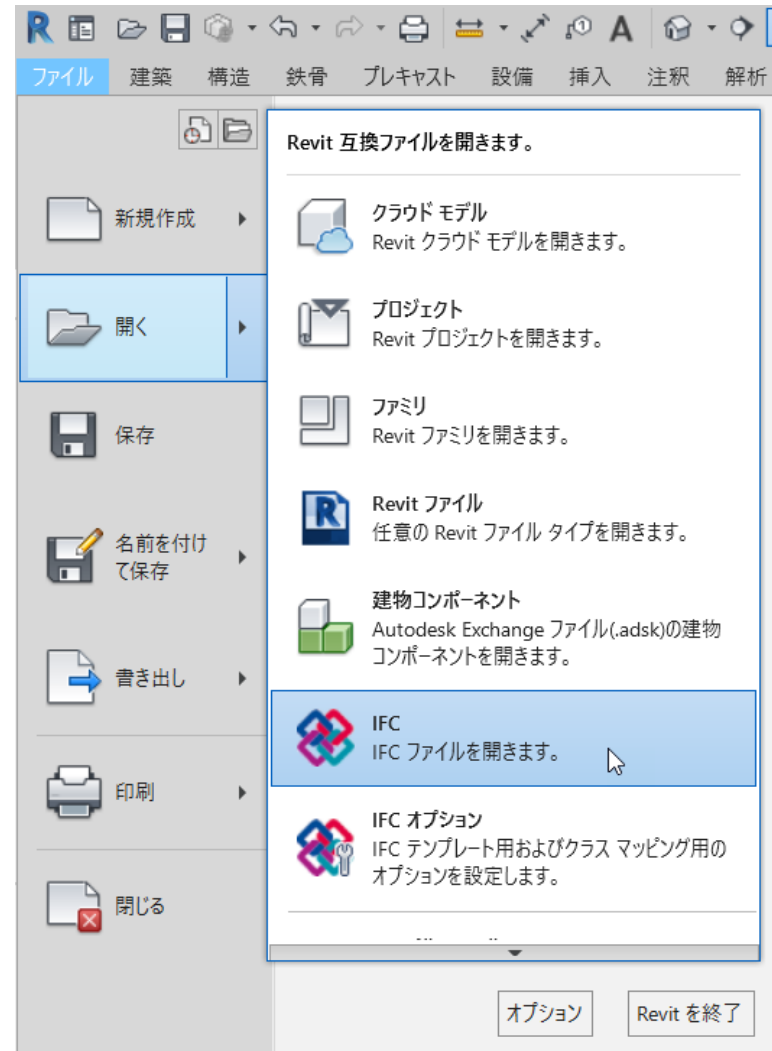 ファイル 建築 構造 鉄骨 プレキャスト 設備 挿入 注釈 解析
新規作成
開く
保存
名前を付け
て保存
書き出し
印刷
閉じる
Revit 互換ファイルを開きます。
クラウド モデル
Revit クラウド モデルを開きます。
プロジェクト
Revit プロジェクトを開きます。
ファミリ
Revit ファミリを開きます。
Revit ファイル
任意の Revit ファイル タイプを開きます。
建物コンポーネント
Autodesk Exchange ファイル(.adsk)の建物
コンポーネントを開きます。
IFC
IFC ファイルを開きます。
IFC オプション
IFC テンプレート用およびクラス マッピング用の
オプションを設定します。
オプション
Revit を終了